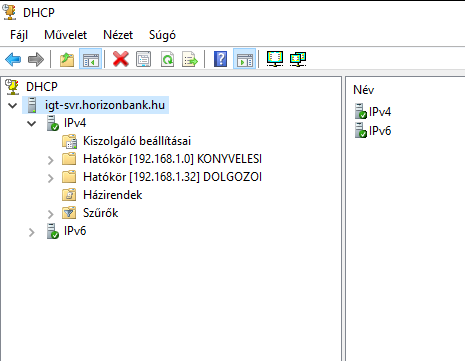 DHCP
Fájl Művelet Nézet Súgó
DHCP
igt-svr.horizonbank.hu
IPv4
Kiszolgáló beállításai
Hatókör [192.168.1.0] KONYVELESI
Hatókör [192.168.1.32] DOLGOZOI
Házirendek
Szűrők
IPv6
Név
IPv4
IPv6